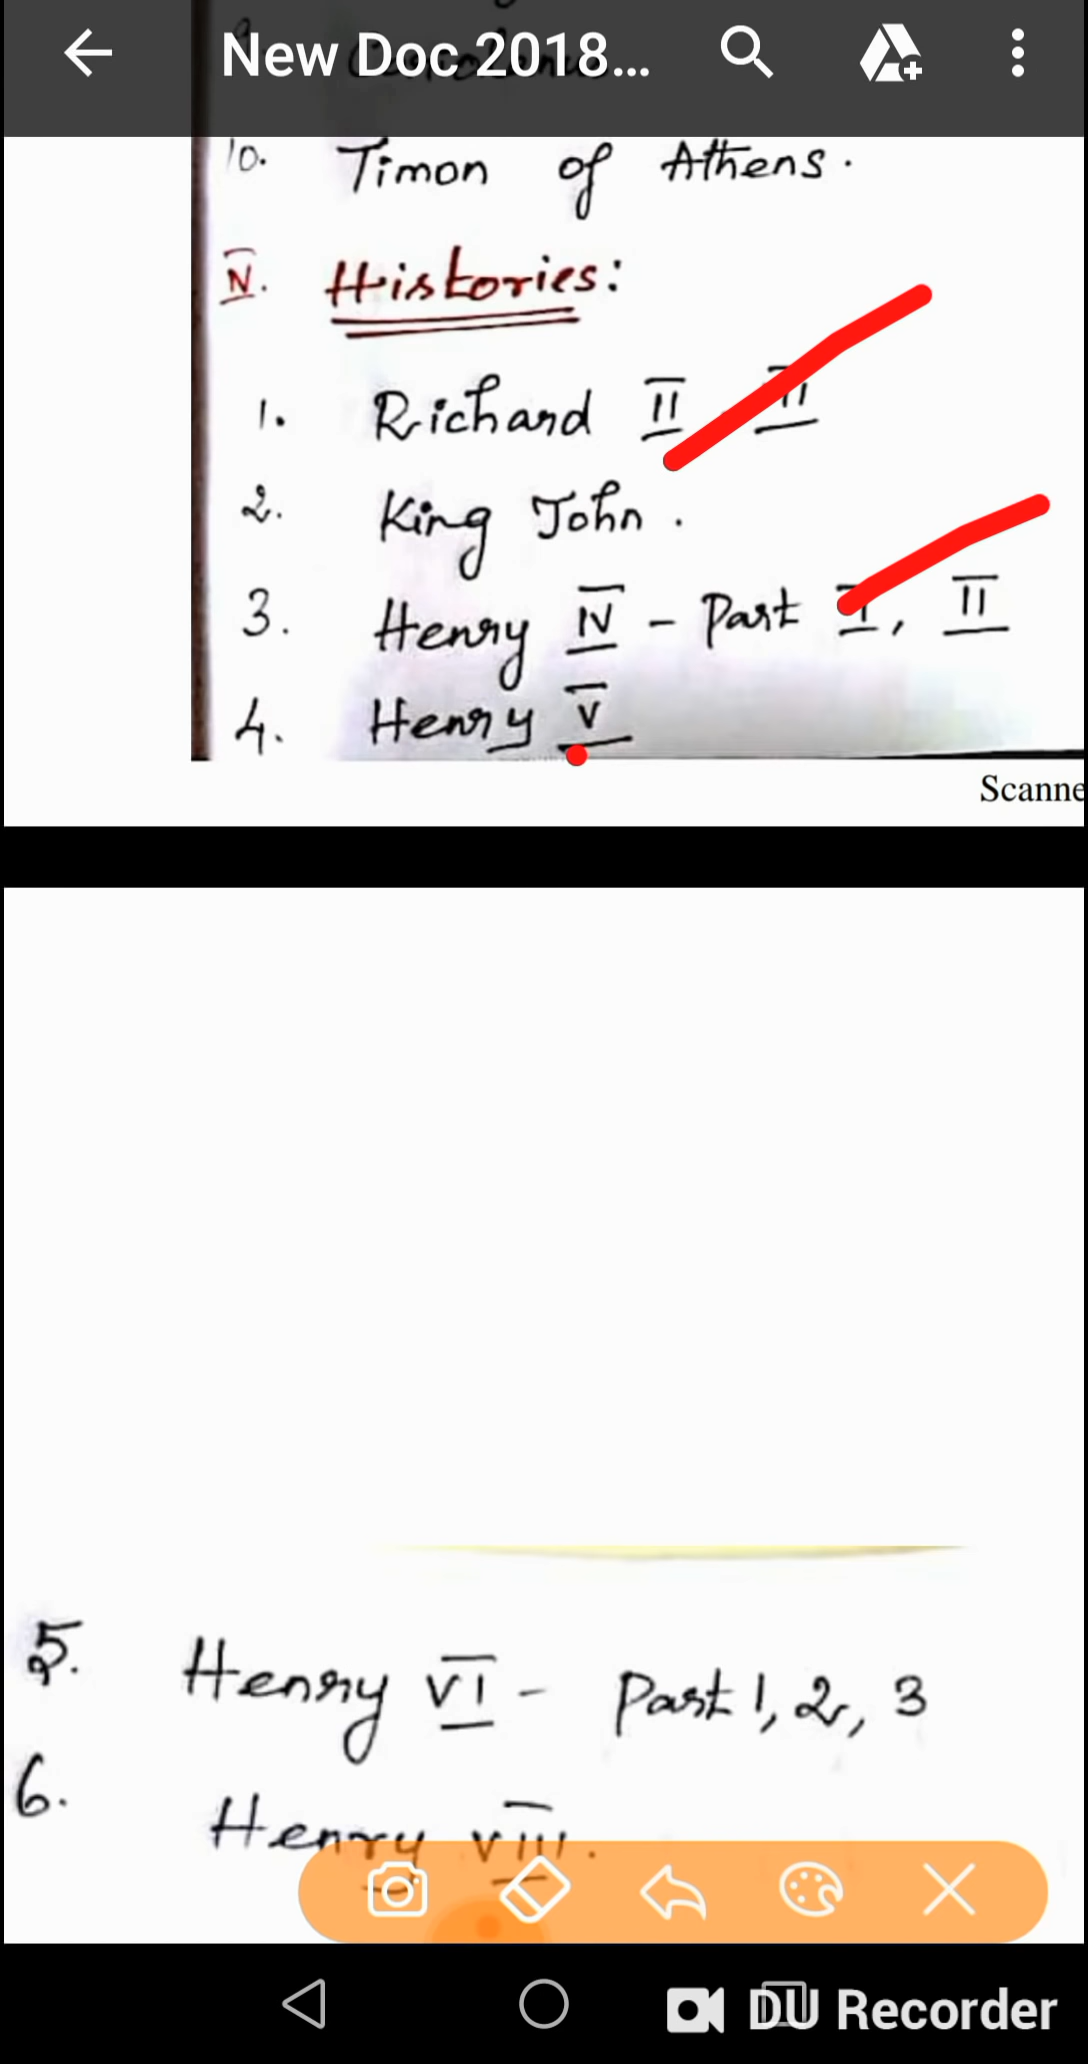 New Doc 2018...
10. Timon of Athens.
IV. Histories:
1. Richard II
2. King John.
3. Henry IV - Part I, II
4. Henry V
Scanne
5. Henry VI - Part 1, 2, 3
6. Henry VIII.
DU Recorder